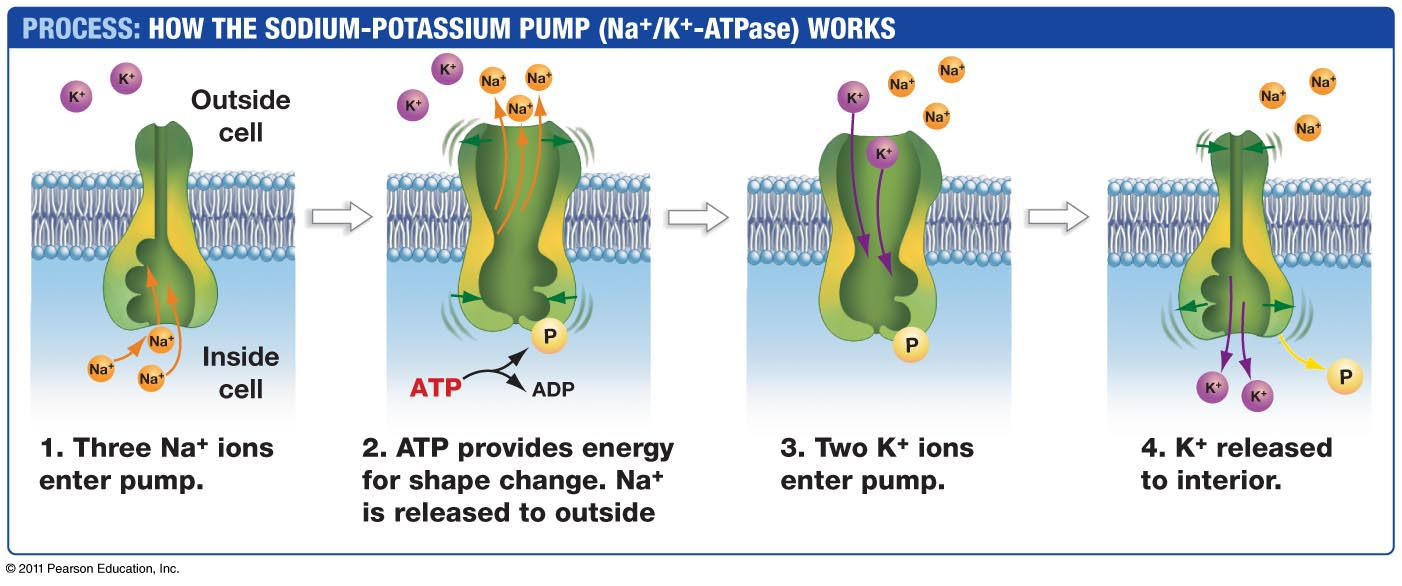 PROCESS: HOW THE SODIUM-POTASSIUM PUMP (Na⁺/K⁺-ATPase) WORKS
K⁺
K⁺
Outside
cell
Na⁺
Na⁺
Na⁺
Inside
cell
1. Three Na⁺ ions
enter pump.
K⁺
K⁺
Na⁺
Na⁺
Na⁺
P
ATP
ADP
2. ATP provides energy
for shape change. Na⁺
is released to outside
K⁺
Na⁺
Na⁺
Na⁺
K⁺
P
3. Two K⁺ ions
enter pump.
Na⁺
Na⁺
Na⁺
K⁺
K⁺
P
4. K⁺ released
to interior.
© 2011 Pearson Education, Inc.